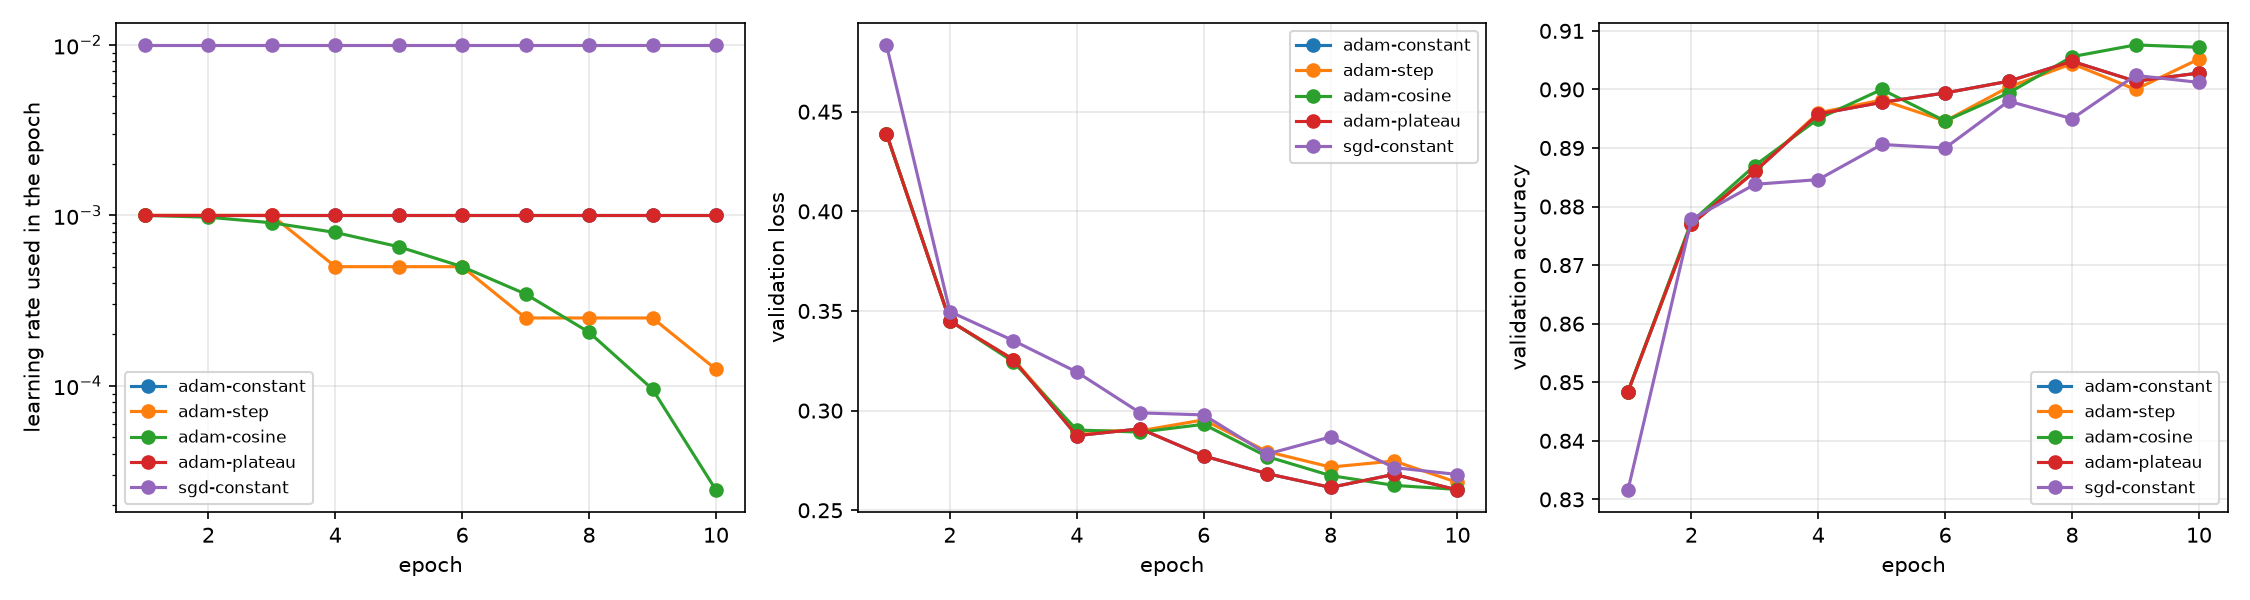 learning rate used in the epoch
10⁻²
10⁻³
10⁻⁴
adam-constant
adam-step
adam-cosine
adam-plateau
sgd-constant
2 4 6 8 10
epoch
validation loss
0.45
0.40
0.35
0.30
0.25
adam-constant
adam-step
adam-cosine
adam-plateau
sgd-constant
2 4 6 8 10
epoch
validation accuracy
0.91
0.90
0.89
0.88
0.87
0.86
0.85
0.84
0.83
adam-constant
adam-step
adam-cosine
adam-plateau
sgd-constant
2 4 6 8 10
epoch